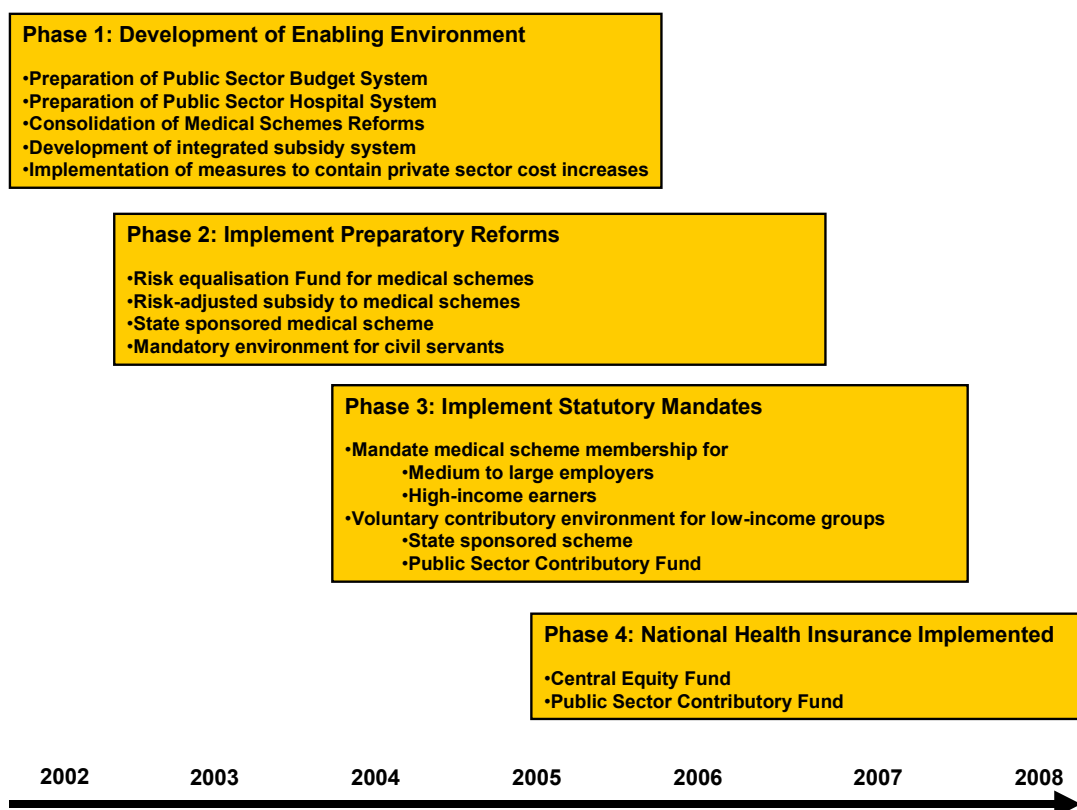 Phase 1: Development of Enabling Environment
•Preparation of Public Sector Budget System
•Preparation of Public Sector Hospital System
•Consolidation of Medical Schemes Reforms
•Development of integrated subsidy system
•Implementation of measures to contain private sector cost increases
Phase 2: Implement Preparatory Reforms
•Risk equalisation Fund for medical schemes
•Risk-adjusted subsidy to medical schemes
•State sponsored medical scheme
•Mandatory environment for civil servants
Phase 3: Implement Statutory Mandates
•Mandate medical scheme membership for
•Medium to large employers
•High-income earners
•Voluntary contributory environment for low-income groups
•State sponsored scheme
•Public Sector Contributory Fund
Phase 4: National Health Insurance Implemented
•Central Equity Fund
•Public Sector Contributory Fund
2002 2003 2004 2005 2006 2007 2008